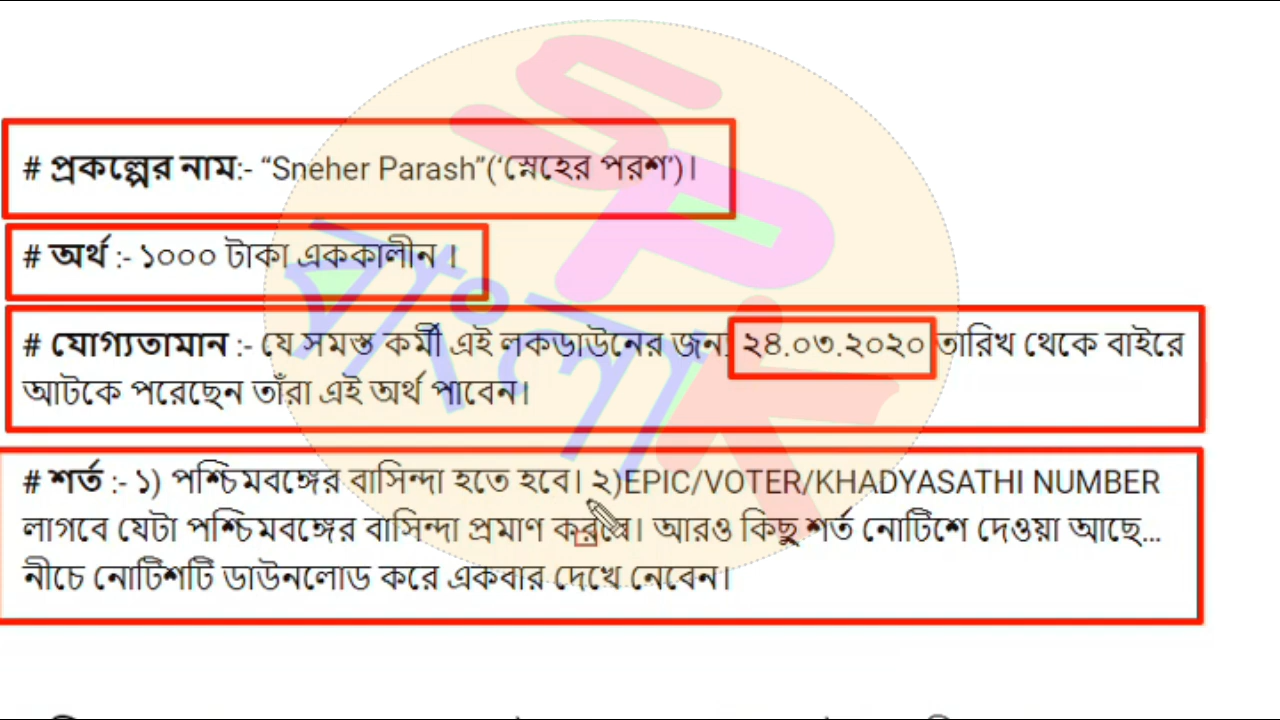 # প্রকল্পের নাম:- “Sneher Parash”(‘স্নেহের পরশ’)।
# অর্থ :- ১০০০ টাকা এককালীন ।
# যোগ্যতামান :- যে সমস্ত কর্মী এই লকডাউনের জন্য ২৪.০৩.২০২০ তারিখ থেকে বাইরে
আটকে পরেছেন তাঁরা এই অর্থ পাবেন।
# শর্ত :- ১) পশ্চিমবঙ্গের বাসিন্দা হতে হবে। ২)EPIC/VOTER/KHADYASATHI NUMBER
লাগবে যেটা পশ্চিমবঙ্গের বাসিন্দা প্রমাণ করবে। আরও কিছু শর্ত নোটিশে দেওয়া আছে...
নীচে নোটিশটি ডাউনলোড করে একবার দেখে নেবেন।
SPK
বাংলা